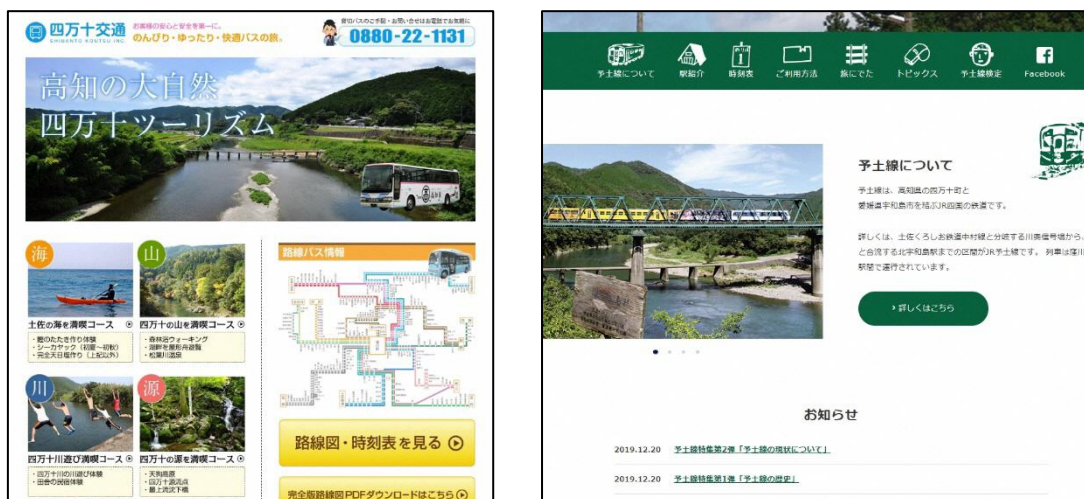 四万十交通
SHIMANTO KOUTSU INC.
お客様の安心と安全を第一に。
のんびり・ゆったり・快適バスの旅。
貸切バスのご予約・お問い合せはお電話でお気軽に
0880-22-1131
高知の大自然
四万十ツーリズム
海
土佐の海を満喫コース
・鰹のたたき作り体験
・シーカヤック(初夏〜初秋)
・完全天日塩作り(上記以外)
山
四万十の山を満喫コース
・森林浴ウォーキング
・湖畔を屋形舟遊覧
・松葉川温泉
川
四万十川遊び満喫コース
・四万十川の川遊び体験
・田舎の民宿体験
源
四万十の源を満喫コース
・天狗高原
・四万十源流点
・最上流沈下橋
路線バス情報
路線図・時刻表を見る
完全版路線図PDFダウンロードはこちら
予土線について
駅紹介
時刻表
ご利用方法
旅にでた
トピックス
予土線検定
Facebook
予土線について
予土線は、高知県の四万十町と
愛媛県宇和島市を結ぶJR四国の鉄道です。
詳しくは、土佐くろしお鉄道中村線と分岐する川奥信号場から、
と合流する北宇和島駅までの区間がJR予土線です。 列車は窪川
駅間で運行されています。
詳しくはこちら
お知らせ
2019.12.20 予土線特集第2弾「予土線の現状について」
2019.12.20 予土線特集第1弾「予土線の歴史」